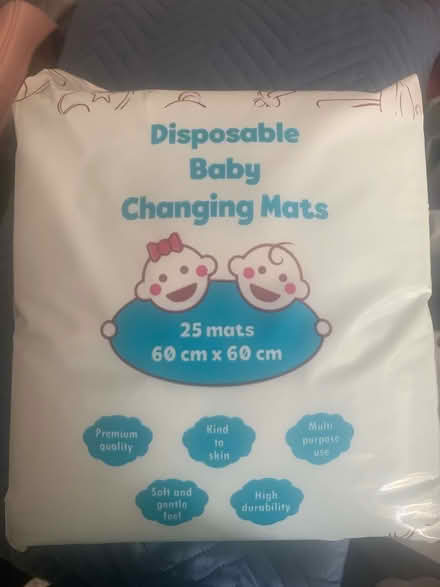 Disposable
Baby
Changing Mats
25 mats
60 cm x 60 cm
Premium
quality
Kind
to
skin
Multi
purpose
use
Soft and
gentle
feel
High
durability